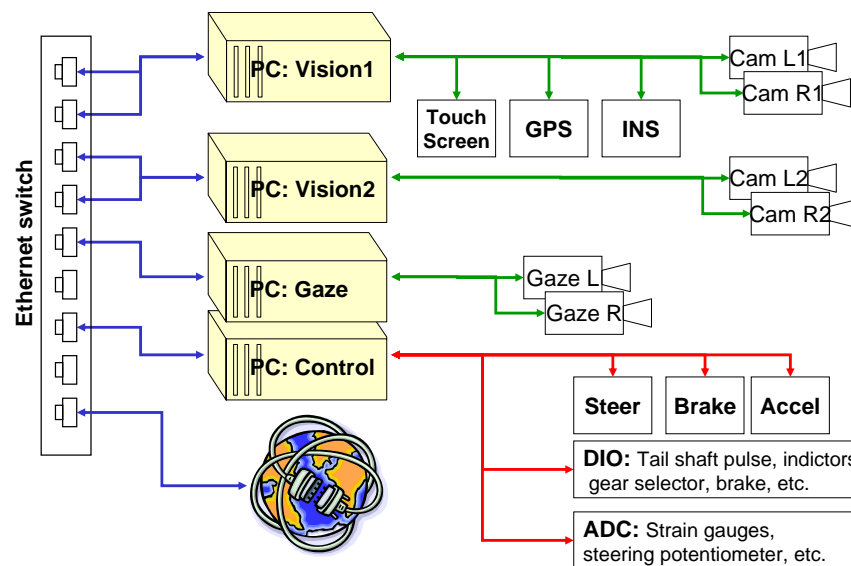 Ethernet switch
PC: Vision1
Cam L1
Cam R1
Touch
Screen
GPS
INS
PC: Vision2
Cam L2
Cam R2
PC: Gaze
Gaze L
Gaze R
PC: Control
Steer
Brake
Accel
DIO: Tail shaft pulse, indictors
gear selector, brake, etc.
ADC: Strain gauges,
steering potentiometer, etc.